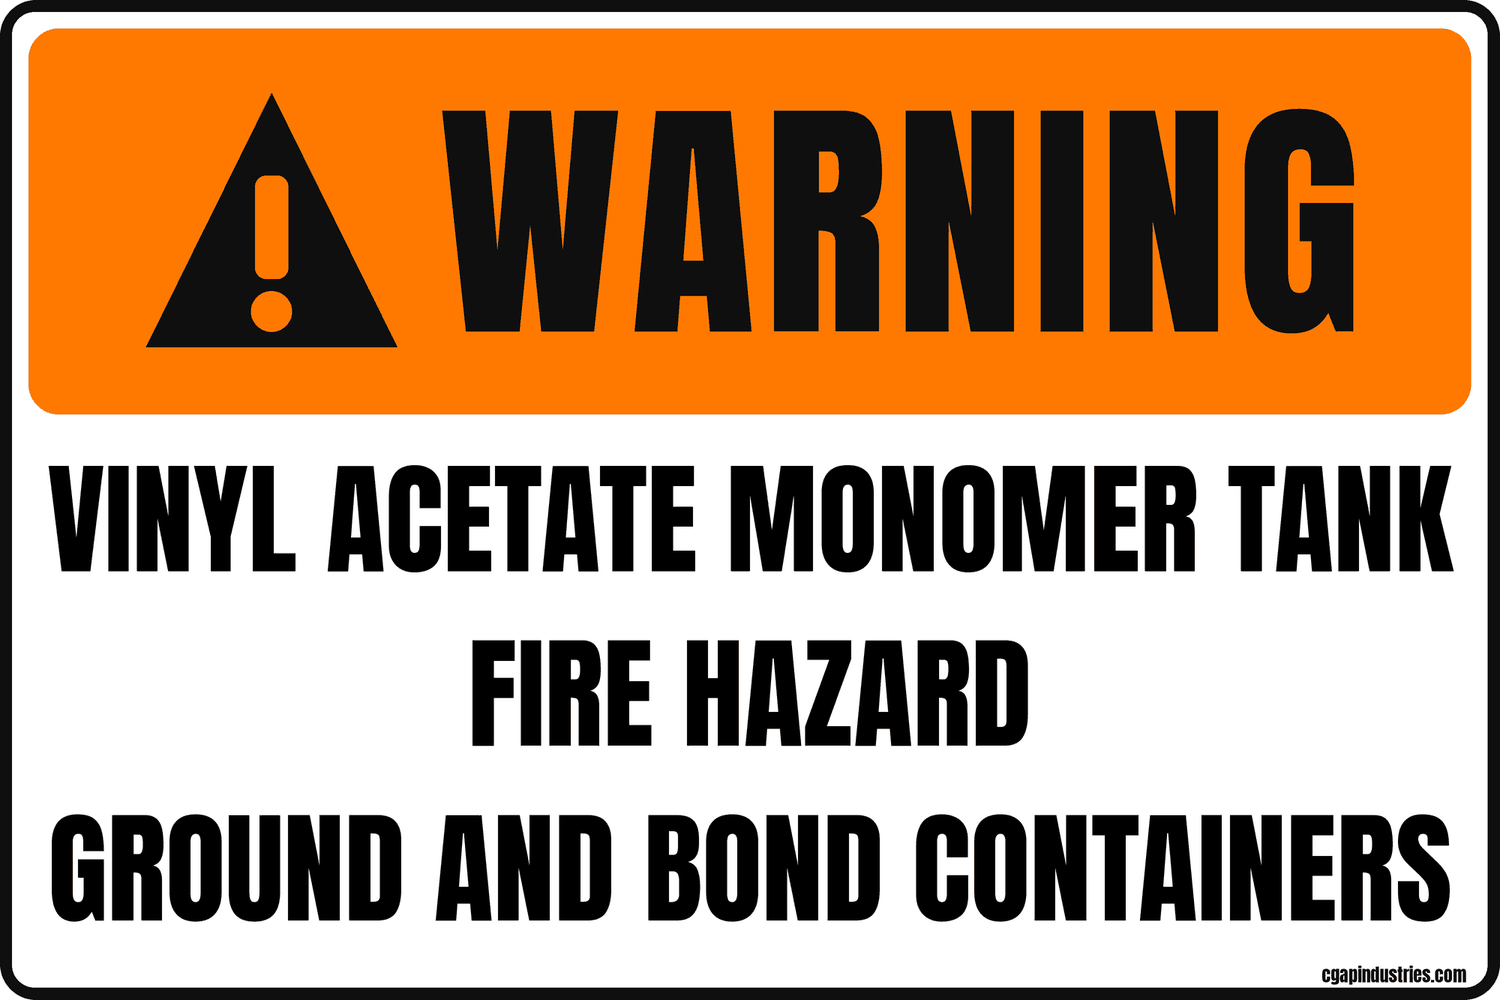 WARNING
VINYL ACETATE MONOMER TANK
FIRE HAZARD
GROUND AND BOND CONTAINERS
cgapindustries.com